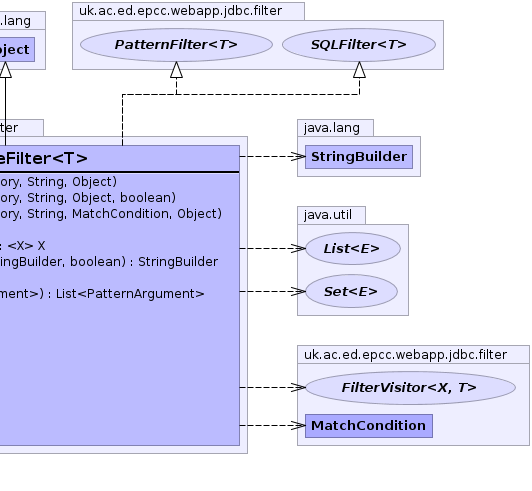 .lang
uk.ac.ed.epcc.webapp.jdbc.filter
ject
PatternFilter<T>
SQLFilter<T>
ter
java.lang
eFilter<T>
StringBuilder
ory, String, Object)
ory, String, Object, boolean)
ory, String, MatchCondition, Object)
java.util
: <X> X
List<E>
ingBuilder, boolean) : StringBuilder
Set<E>
ment>) : List<PatternArgument>
uk.ac.ed.epcc.webapp.jdbc.filter
FilterVisitor<X, T>
MatchCondition